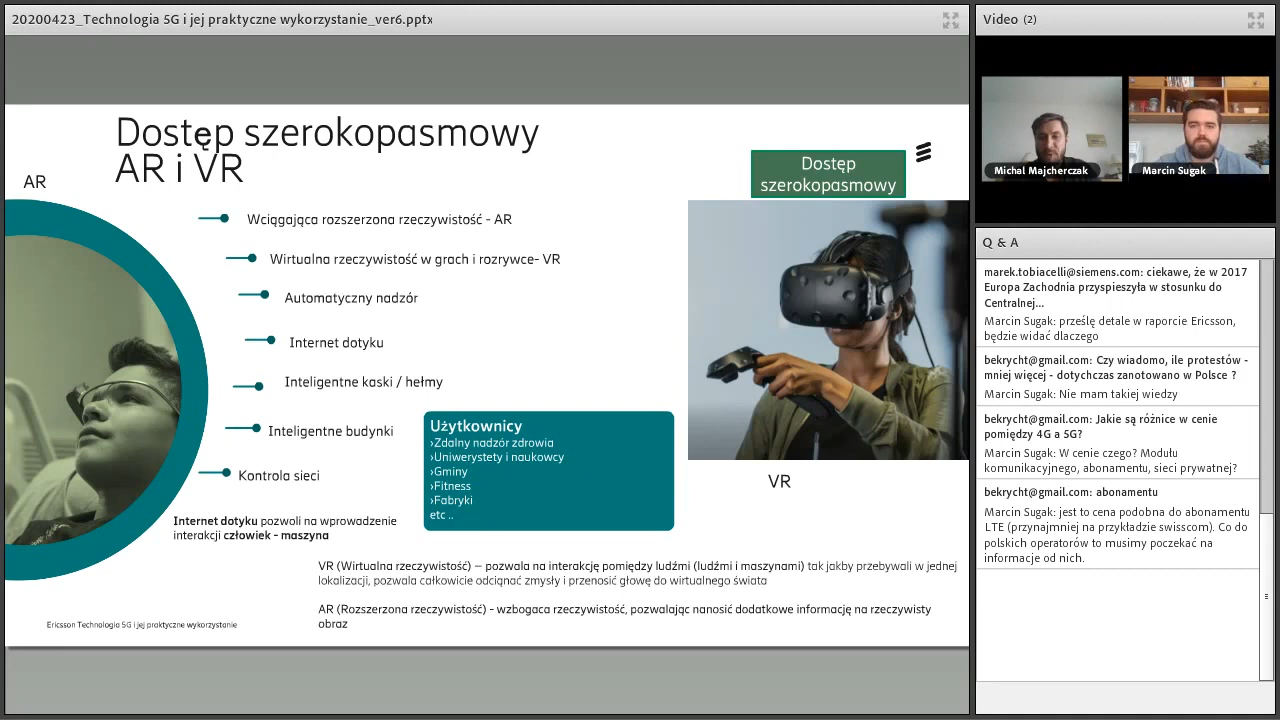 20200423_Technologia 5G i jej praktyczne wykorzystanie_ver6.pptx
Dostęp szerokopasmowy
AR i VR
AR
Dostęp
szerokopasmowy
Wciągająca rozszerzona rzeczywistość - AR
Wirtualna rzeczywistość w grach i rozrywce- VR
Automatyczny nadzór
Internet dotyku
Inteligentne kaski / hełmy
Inteligentne budynki
Kontrola sieci
Użytkownicy
›Zdalny nadzór zdrowia
›Uniwerystety i naukowcy
›Gminy
›Fitness
›Fabryki
etc ..
VR
Internet dotyku pozwoli na wprowadzenie
interakcji człowiek - maszyna
VR (Wirtualna rzeczywistość) – pozwala na interakcję pomiędzy ludźmi (ludźmi i maszynami) tak jakby przebywali w jednej
lokalizacji, pozwala całkowicie odciąnać zmysły i przenosić głowę do wirtualnego świata
AR (Rozszerzona rzeczywistość) - wzbogaca rzeczywistość, pozwalając nanosić dodatkowe informację na rzeczywisty
obraz
Ericsson Technologia 5G i jej praktyczne wykorzystanie
Video (2)
Michal Majcherczak
Marcin Sugak
Q & A
marek.tobiacelli@siemens.com: ciekawe, że w 2017
Europa Zachodnia przyspieszyła w stosunku do
Centralnej...
Marcin Sugak: prześlę detale w raporcie Ericsson,
będzie widać dlaczego
bekrycht@gmail.com: Czy wiadomo, ile protestów -
mniej więcej - dotychczas zanotowano w Polsce ?
Marcin Sugak: Nie mam takiej wiedzy
bekrycht@gmail.com: Jakie są różnice w cenie
pomiędzy 4G a 5G?
Marcin Sugak: W cenie czego? Modułu
komunikacyjnego, abonamentu, sieci prywatnej?
bekrycht@gmail.com: abonamentu
Marcin Sugak: jest to cena podobna do abonamentu
LTE (przynajmniej na przykładzie swisscom). Co do
polskich operatorów to musimy poczekać na
informacje od nich.